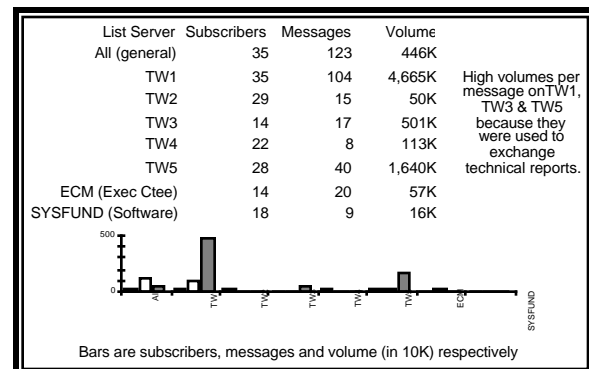 List Server Subscribers Messages Volume
All (general) 35 123 446K
TW1 35 104 4,665K
TW2 29 15 50K
TW3 14 17 501K
TW4 22 8 113K
TW5 28 40 1,640K
ECM (Exec Ctee) 14 20 57K
SYSFUND (Software) 18 9 16K
High volumes per
message onTW1,
TW3 & TW5
because they
were used to
exchange
technical reports.
500
0
ECM
SYSFUND
Bars are subscribers, messages and volume (in 10K) respectively